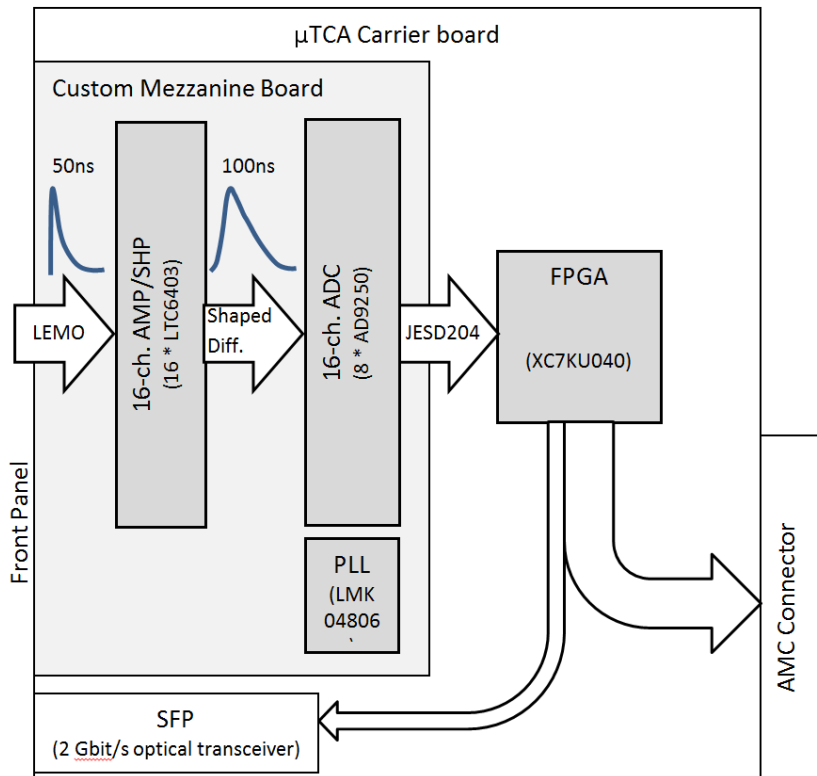 µTCA Carrier board
Custom Mezzanine Board
50ns
100ns
LEMO
16-ch. AMP/SHP
(16 * LTC6403)
Shaped
Diff.
16-ch. ADC
(8 * AD9250)
JESD204
FPGA
(XC7KU040)
PLL
(LMK
04806
)
Front Panel
AMC Connector
SFP
(2 Gbit/s optical transceiver)